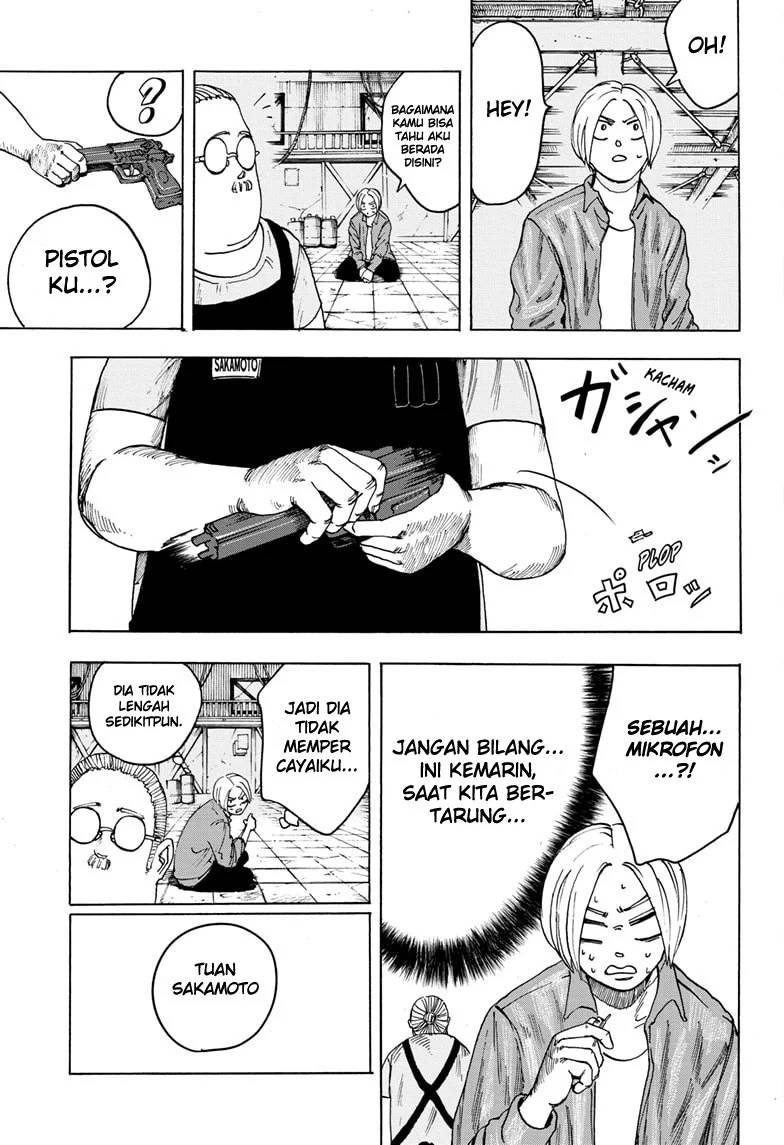 OH!
HEY!
BAGAIMANA
KAMU BISA
TAHU AKU
BERADA
DISINI?
?
PISTOL
KU...?
SAKAMOTO
KACHAM
ガシャン
PLOP
ポロッ
SEBUAH...
MIKROFON
...?!
JANGAN BILANG...
INI KEMARIN,
SAAT KITA BER-
TARUNG...
JADI DIA
TIDAK
MEMPER
CAYAIKU...
DIA TIDAK
LENGAH
SEDIKITPUN.
TUAN
SAKAMOTO